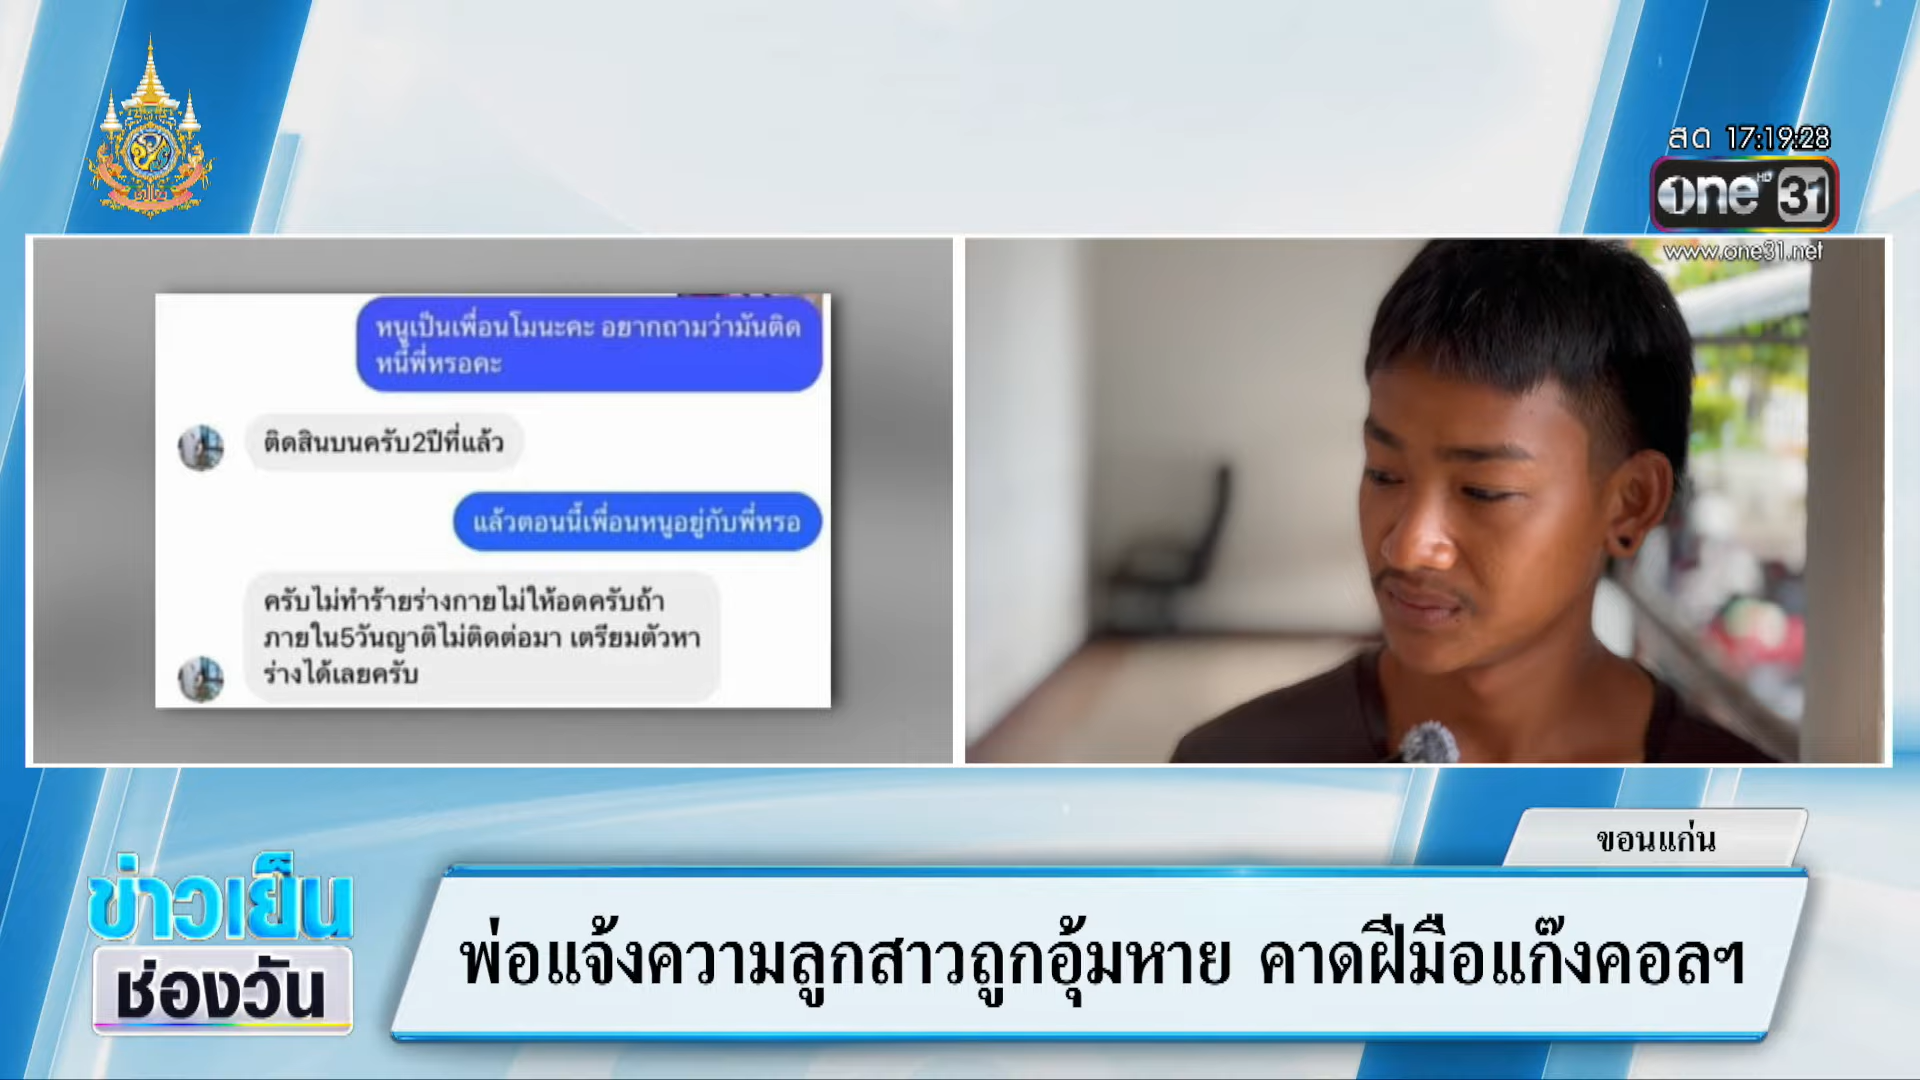 สด 17:19:28
one HD 31
www.one31.net
หนูเป็นเพื่อนโมนะคะ อยากถามว่ามันติด
หนี้พี่หรอคะ
ติดสินบนครับ2ปีที่แล้ว
แล้วตอนนี้เพื่อนหนูอยู่กับพี่หรอ
ครับไม่ทำร้ายร่างกายไม่ให้อดครับถ้า
ภายใน5วันญาติไม่ติดต่อมา เตรียมตัวหา
ร่างได้เลยครับ
ขอนแก่น
ข่าวเย็น
ช่องวัน
พ่อแจ้งความลูกสาวถูกอุ้มหาย คาดฝีมือแก๊งคอลฯ